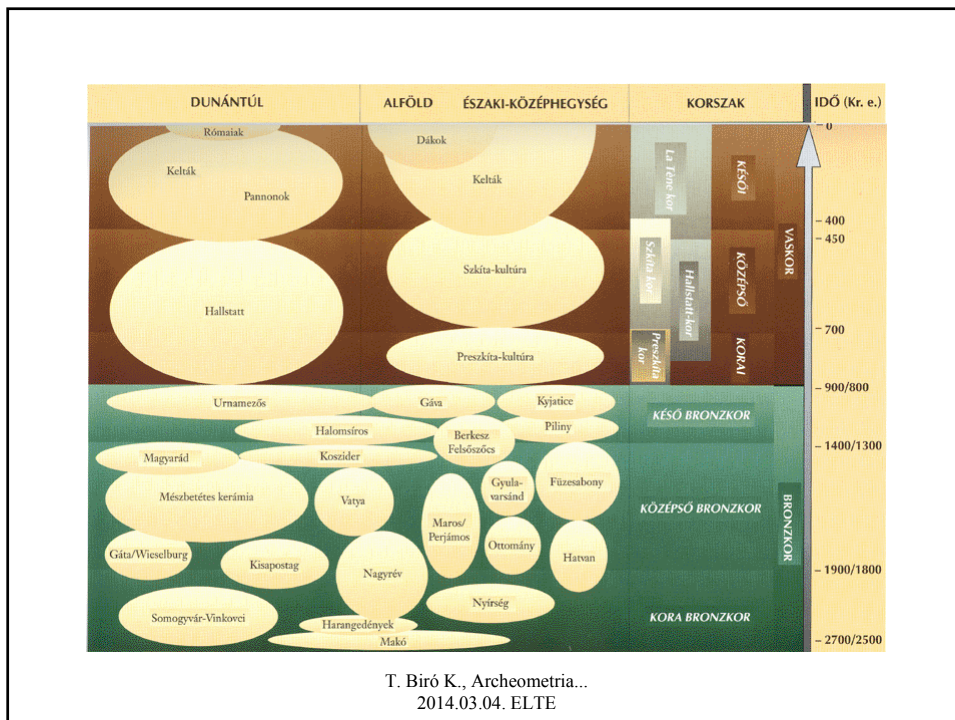 DUNÁNTÚL ALFÖLD ÉSZAKI-KÖZÉPHEGYSÉG KORSZAK IDŐ (Kr. e.)
Rómaiak
Dákok
Kelták
Kelták
Pannonok
La Tène kor
KÉSŐI
0
400
450
VASKOR
Szkíta-kultúra
Szkíta kor
Hallstatt-kor
KÖZÉPSŐ
Hallstatt
700
Preszkíta-kultúra
Preszkíta
kor
KORAI
900/800
Urnamezős
Gáva
Kyjatice
KÉSŐ BRONZKOR
Halomsíros
Berkesz
Felsőszőcs
Piliny
1400/1300
Magyarád
Koszider
Mészbetétes kerámia
Vatya
Gyula-
varsánd
Füzesabony
KÖZÉPSŐ BRONZKOR
BRONZKOR
Maros/
Perjámos
Ottomány
Hatvan
Gáta/Wieselburg
Kisapostag
Nagyrév
1900/1800
Nyírség
Somogyvár-Vinkovci
Harangedények
KORA BRONZKOR
Makó
2700/2500
T. Biró K., Archeometria...
2014.03.04. ELTE